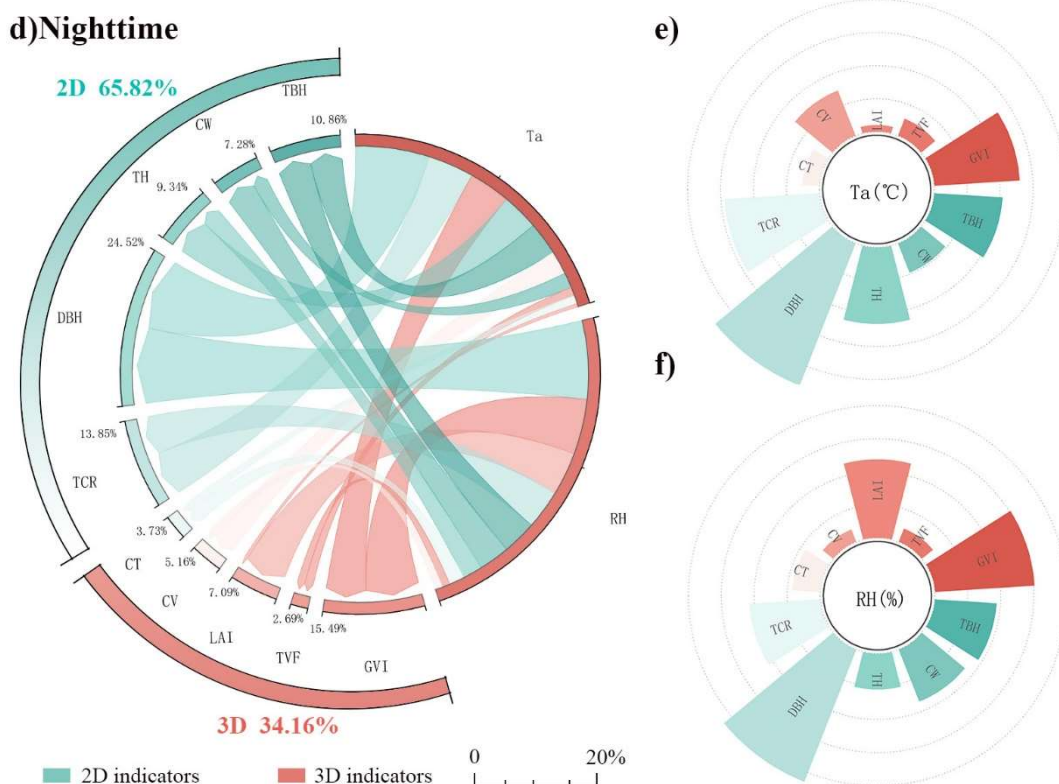 d)Nighttime
2D 65.82%
TBH
CW
TH
DBH
TCR
CT
CV
LAI
TVF
GVI
10.86%
7.28%
9.34%
24.52%
13.85%
3.73%
5.16%
7.09%
2.69%
15.49%
Ta
RH
3D 34.16%
2D indicators
3D indicators
0
20%
e)
Ta(℃)
LAI
TVF
GVI
TBH
CW
TH
DBH
TCR
CT
CV
f)
RH(%)
LAI
TVF
GVI
TBH
CW
TH
DBH
TCR
CT
CV